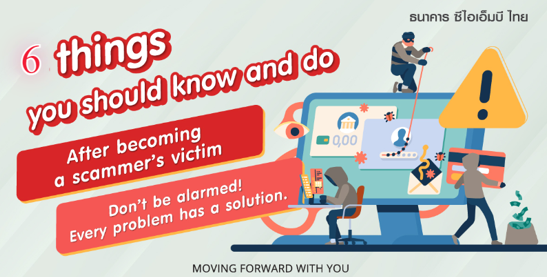 ธนาคาร ซีไอเอ็มบี ไทย
6 things
you should know and do
After becoming
a scammer's victim
Don't be alarmed!
Every problem has a solution.
0,00
MOVING FORWARD WITH YOU